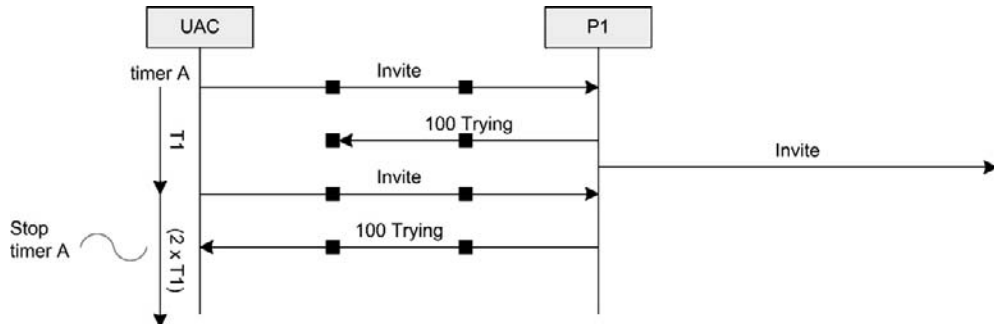 UAC
P1
timer A
Invite
100 Trying
T1
Invite
Invite
100 Trying
Stop
timer A
(2 x T1)